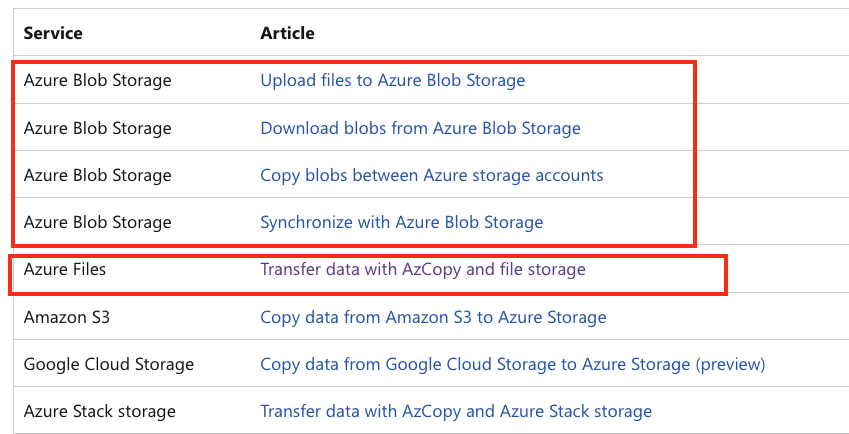 Service Article
Azure Blob Storage Upload files to Azure Blob Storage
Azure Blob Storage Download blobs from Azure Blob Storage
Azure Blob Storage Copy blobs between Azure storage accounts
Azure Blob Storage Synchronize with Azure Blob Storage
Azure Files Transfer data with AzCopy and file storage
Amazon S3 Copy data from Amazon S3 to Azure Storage
Google Cloud Storage Copy data from Google Cloud Storage to Azure Storage (preview)
Azure Stack storage Transfer data with AzCopy and Azure Stack storage